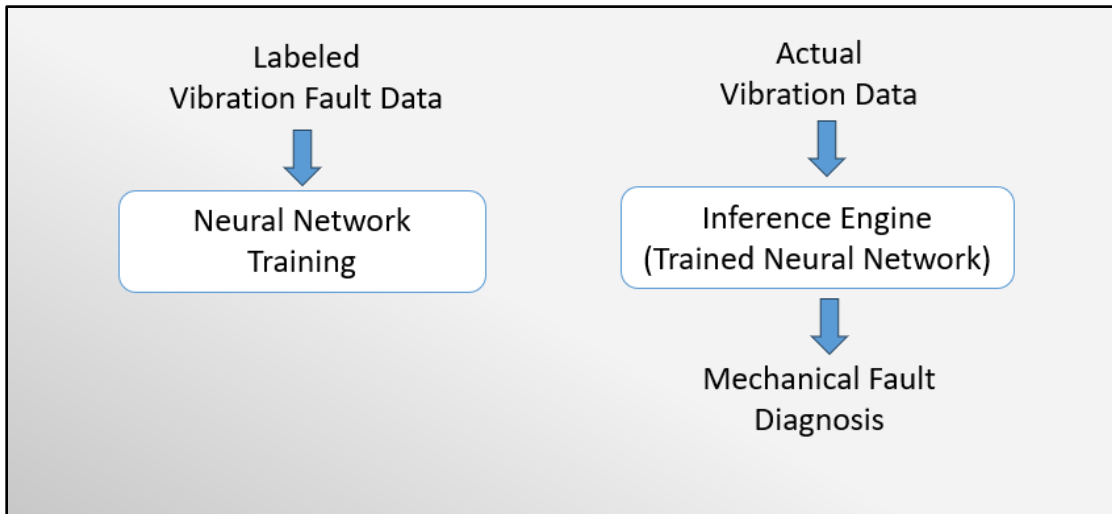 Labeled
Vibration Fault Data
Neural Network
Training
Actual
Vibration Data
Inference Engine
(Trained Neural Network)
Mechanical Fault
Diagnosis